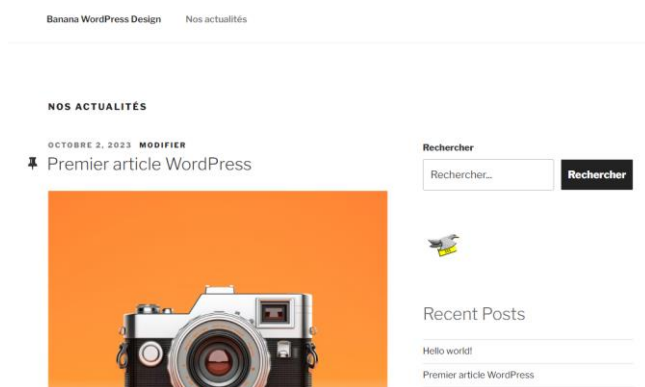 Banana WordPress Design Nos actualités
NOS ACTUALITÉS
OCTOBRE 2, 2023 MODIFIER
Premier article WordPress
Rechercher
Rechercher... Rechercher
Recent Posts
Hello world!
Premier article WordPress